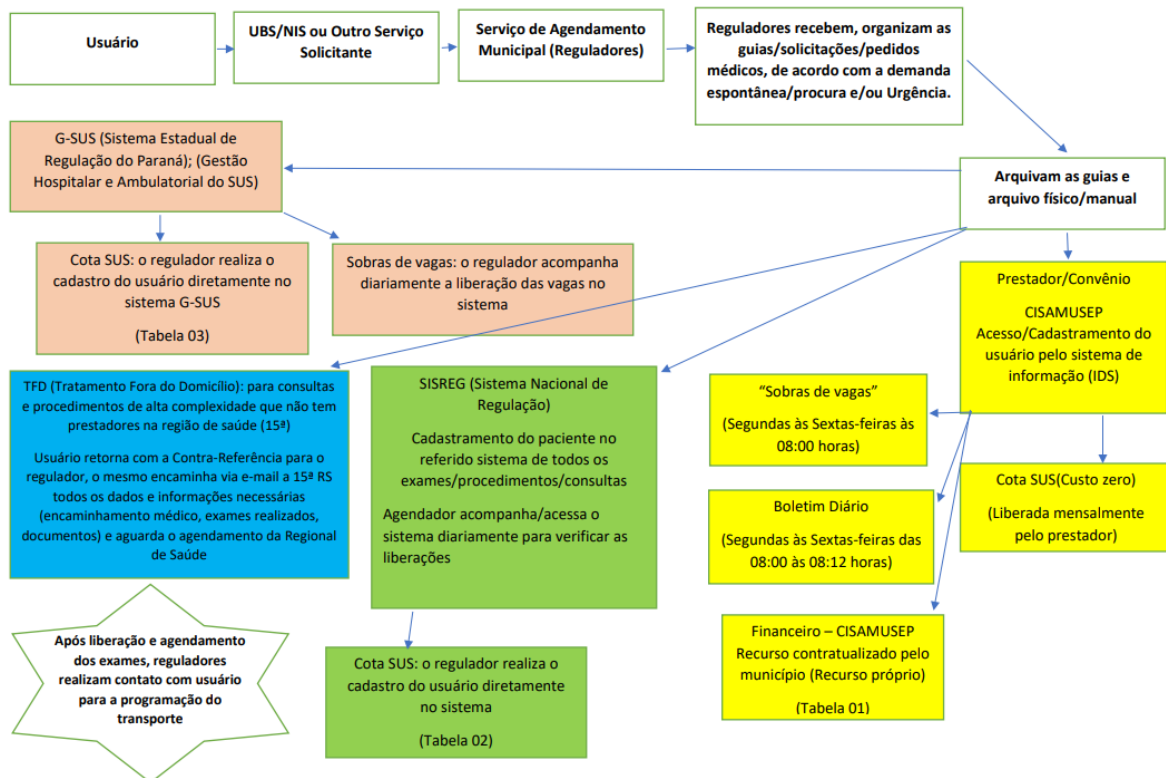 Usuário
UBS/NIS ou Outro Serviço
Solicitante
Serviço de Agendamento
Municipal (Reguladores)
Reguladores recebem, organizam as
guias/solicitações/pedidos
médicos, de acordo com a demanda
espontânea/procura e/ou Urgência.
G-SUS (Sistema Estadual de
Regulação do Paraná); (Gestão
Hospitalar e Ambulatorial do SUS)
Arquivam as guias e
arquivo físico/manual
Cota SUS: o regulador realiza o
cadastro do usuário diretamente no
sistema G-SUS
(Tabela 03)
Sobras de vagas: o regulador acompanha
diariamente a liberação das vagas no
sistema
Prestador/Convênio
CISAMUSEP
Acesso/Cadastramento do
usuário pelo sistema de
informação (IDS)
TFD (Tratamento Fora do Domicílio): para consultas
e procedimentos de alta complexidade que não tem
prestadores na região de saúde (15ª)
Usuário retorna com a Contra-Referência para o
regulador, o mesmo encaminha via e-mail a 15ª RS
todos os dados e informações necessárias
(encaminhamento médico, exames realizados,
documentos) e aguarda o agendamento da Regional
de Saúde
SISREG (Sistema Nacional de
Regulação)
Cadastramento do paciente no
referido sistema de todos os
exames/procedimentos/consultas
Agendador acompanha/acessa o
sistema diariamente para verificar as
liberações
“Sobras de vagas”
(Segundas às Sextas-feiras às
08:00 horas)
Cota SUS(Custo zero)
(Liberada mensalmente
pelo prestador)
Boletim Diário
(Segundas às Sextas-feiras das
08:00 às 08:12 horas)
Após liberação e agendamento
dos exames, reguladores
realizam contato com usuário
para a programação do
transporte
Cota SUS: o regulador realiza o
cadastro do usuário diretamente
no sistema
(Tabela 02)
Financeiro – CISAMUSEP
Recurso contratualizado pelo
município (Recurso próprio)
(Tabela 01)